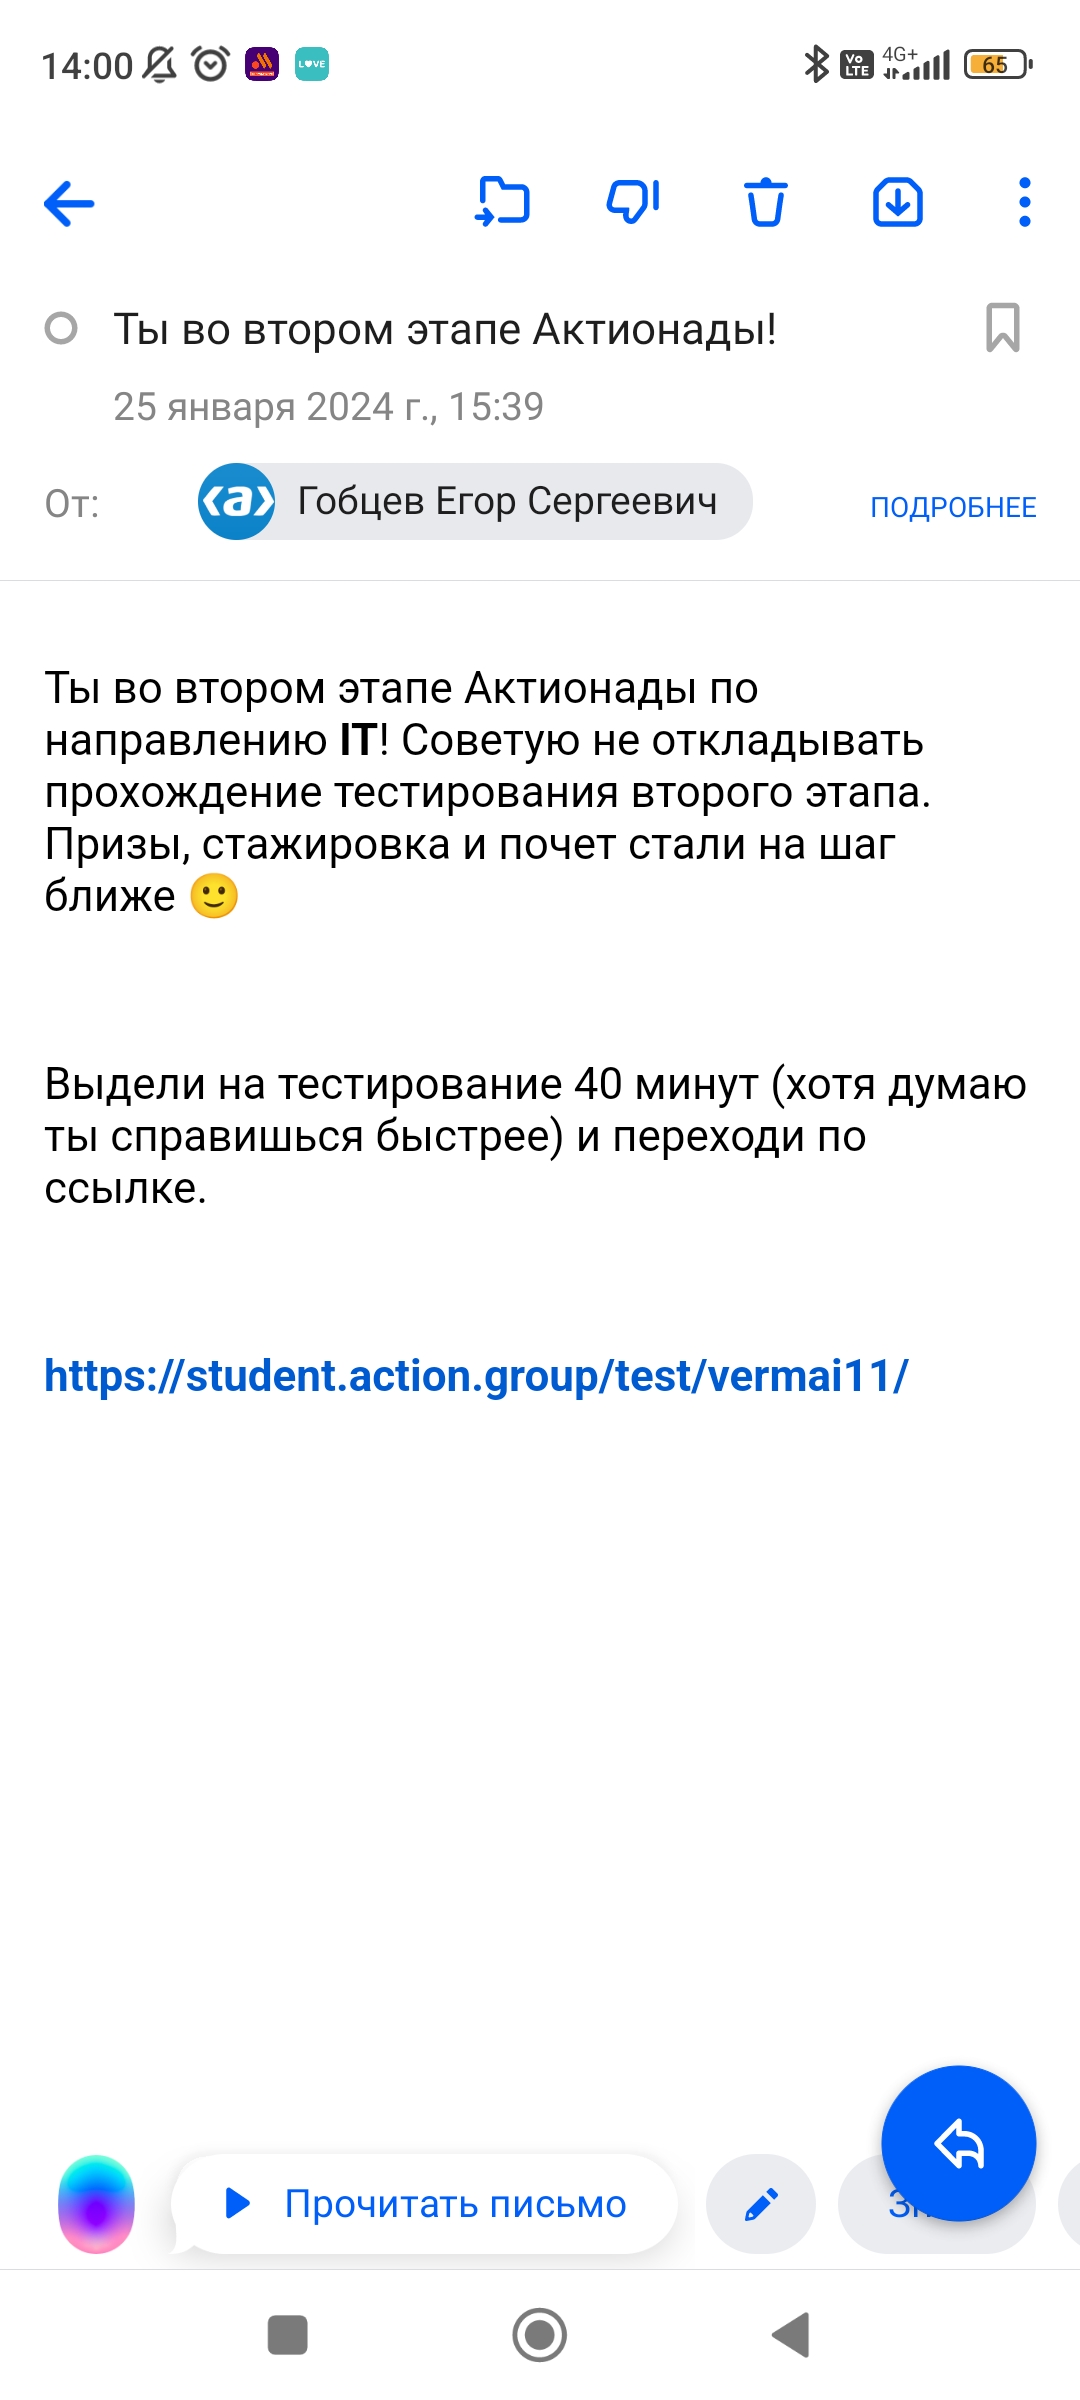 14:00
LOVE
Vo LTE
4G+
65
Ты во втором этапе Актионады!
25 января 2024 г., 15:39
От:
‹a›
Гобцев Егор Сергеевич
ПОДРОБНЕЕ
Ты во втором этапе Актионады по
направлению IT! Советую не откладывать
прохождение тестирования второго этапа.
Призы, стажировка и почет стали на шаг
ближе 🙂
Выдели на тестирование 40 минут (хотя думаю
ты справишься быстрее) и переходи по
ссылке.
https://student.action.group/test/vermai11/
Прочитать письмо